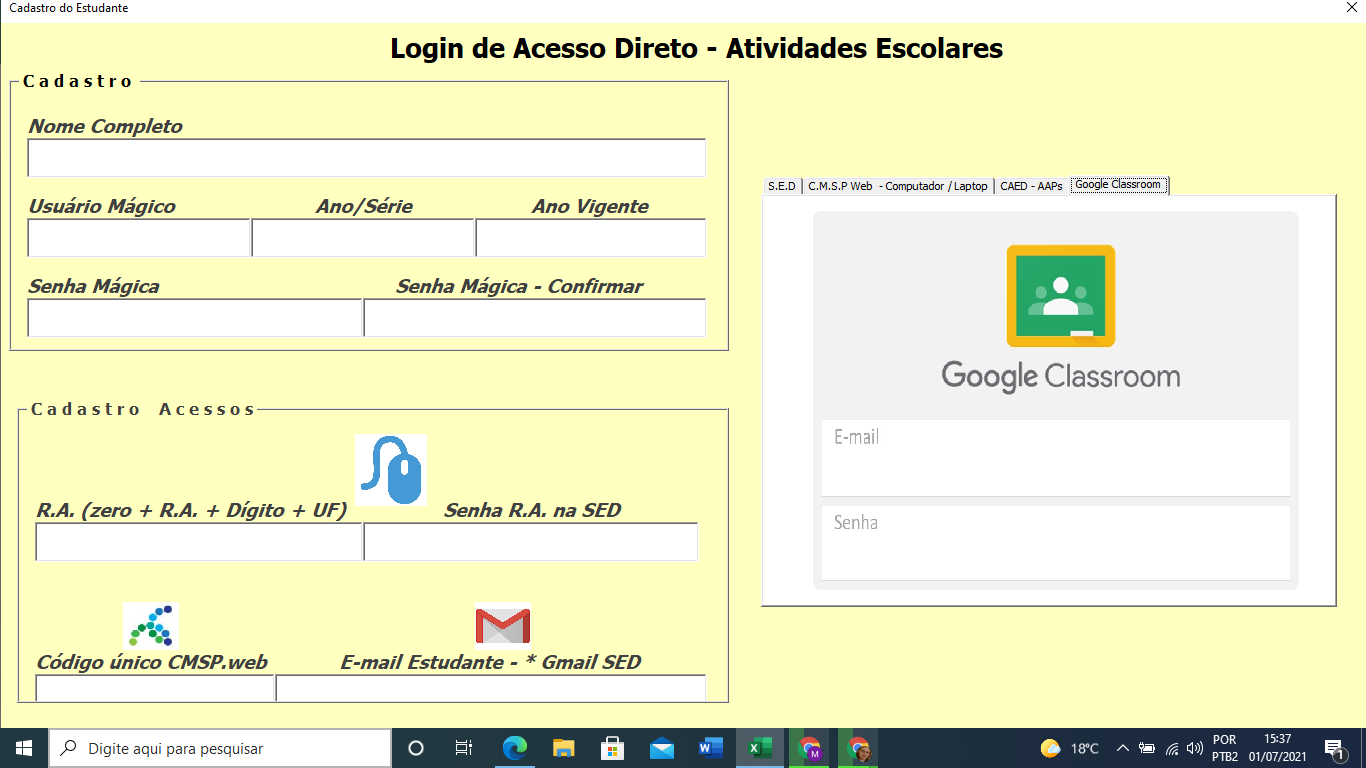 Cadastro do Estudante
Login de Acesso Direto - Atividades Escolares
Cadastro
Nome Completo
Usuário Mágico Ano/Série Ano Vigente
Senha Mágica Senha Mágica - Confirmar
Cadastro Acessos
R.A. (zero + R.A. + Dígito + UF) Senha R.A. na SED
Código único CMSP.web E-mail Estudante - * Gmail SED
S.E.D C.M.S.P Web - Computador / Laptop CAED - AAPs Google Classroom
Google Classroom
E-mail
Senha
Digite aqui para pesquisar
W
X
M
18°C
POR
PTB2
15:37
01/07/2021
1